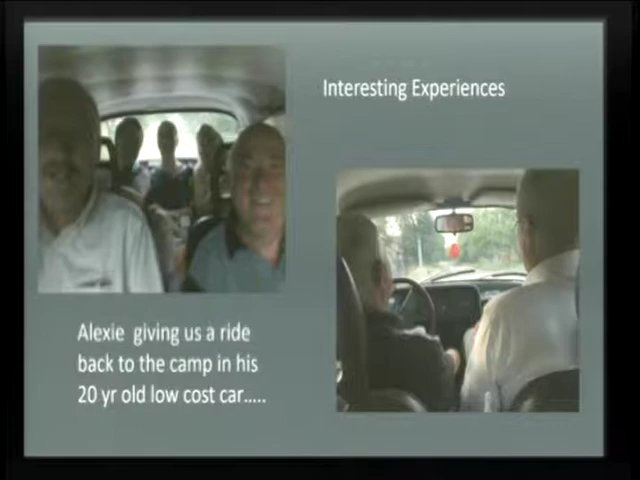 Interesting Experiences
Alexie giving us a ride
back to the camp in his
20 yr old low cost car.....